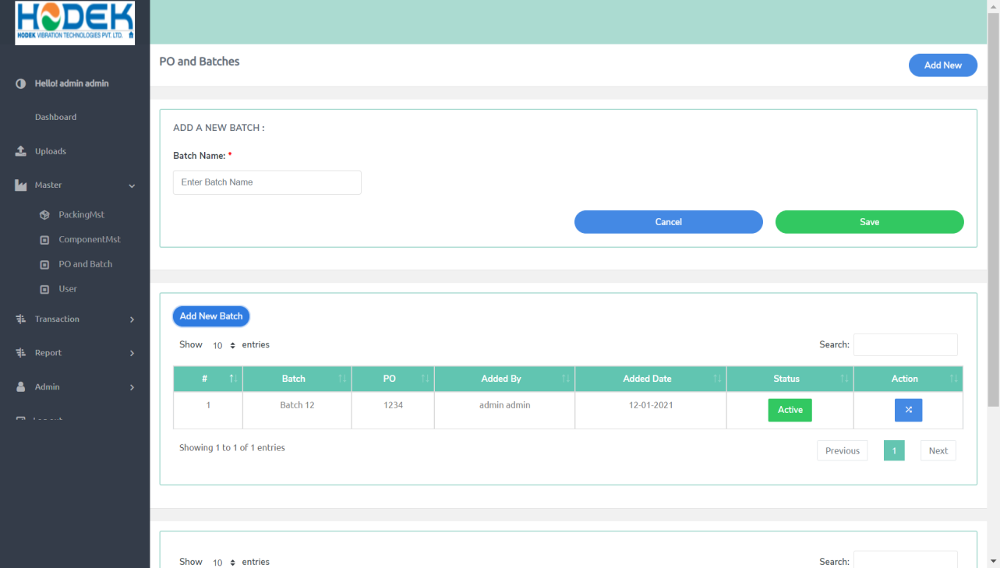 HODEK
HODEK VIBRATION TECHNOLOGIES PVT. LTD.
Hello! admin admin
Dashboard
Uploads
Master
PackingMst
ComponentMst
PO and Batch
User
Transaction
Report
Admin
PO and Batches
Add New
ADD A NEW BATCH :
Batch Name: *
Enter Batch Name
Cancel Save
Add New Batch
Show 10 entries Search:
# Batch PO Added By Added Date Status Action
1 Batch 12 1234 admin admin 12-01-2021 Active
Showing 1 to 1 of 1 entries Previous 1 Next
Show 10 entries Search: